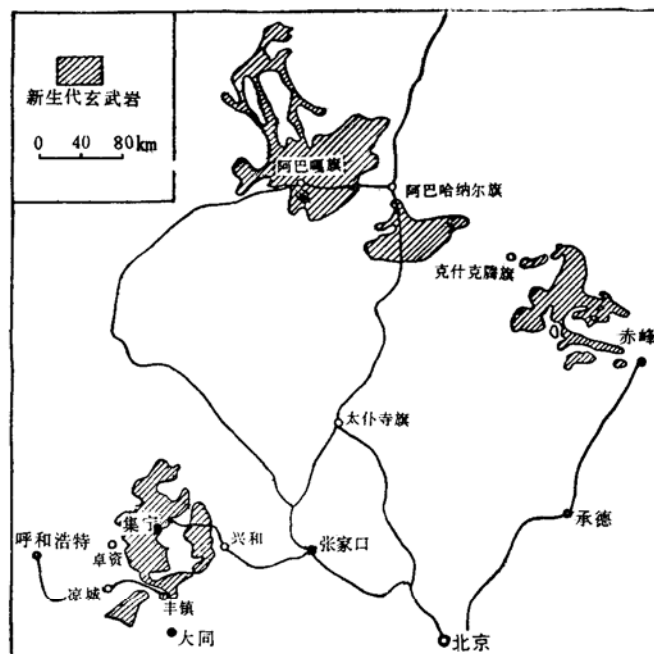 新生代玄武岩
0 40 80km
阿巴嘎旗
阿巴哈纳尔旗
克什克腾旗
赤峰
太仆寺旗
承德
集宁
兴和
张家口
呼和浩特
卓资
凉城
丰镇
大同
北京